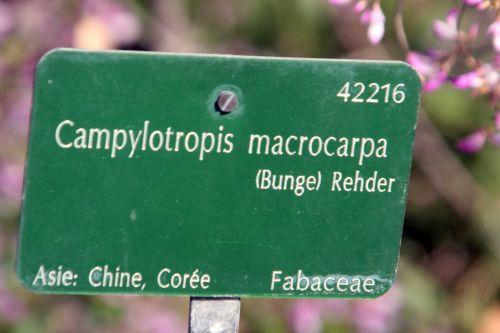 42216
Campylotropis macrocarpa
(Bunge) Rehder
Asie: Chine, Corée Fabaceae